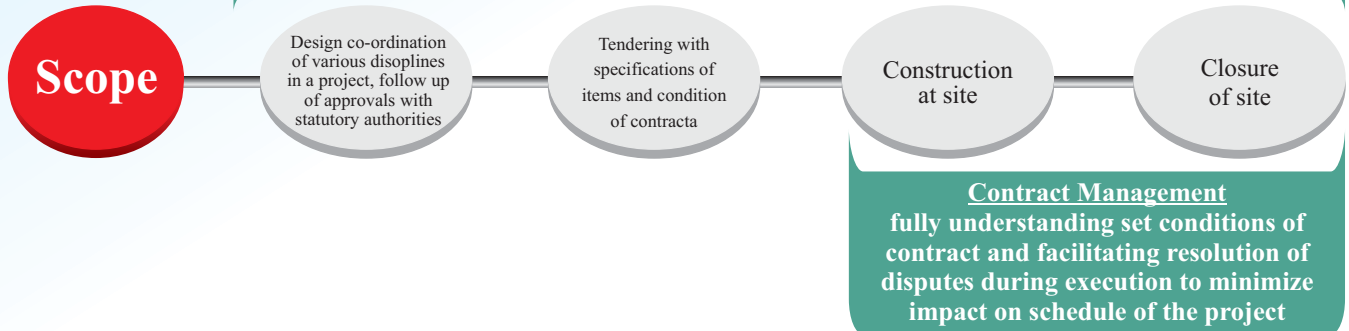 Scope
Design co-ordination
of various disoplines
in a project, follow up
of approvals with
statutory authorities
Tendering with
specifications of
items and condition
of contracta
Construction
at site
Closure
of site
Contract Management
fully understanding set conditions of
contract and facilitating resolution of
disputes during execution to minimize
impact on schedule of the project